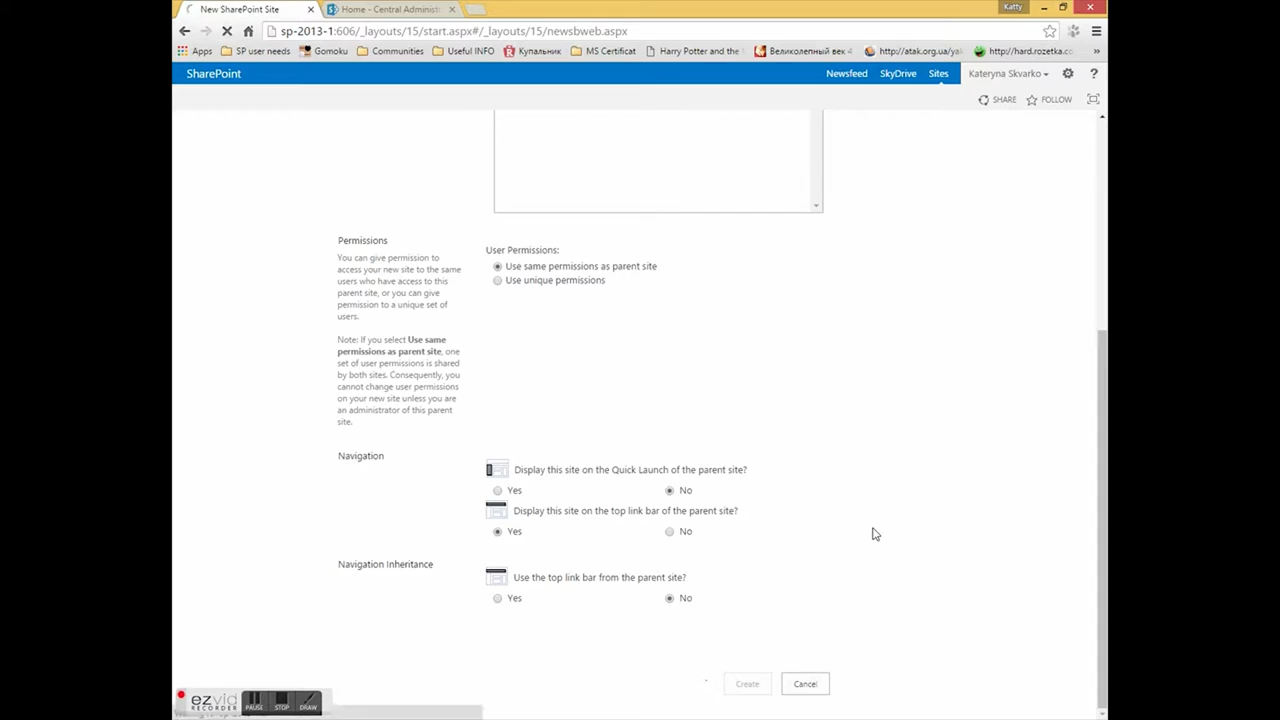 New SharePoint Site
Home - Central Administ
Katty
sp-2013-1:606/_layouts/15/start.aspx#/_layouts/15/newsbweb.aspx
Apps SP user needs Gomoku Communities Useful INFO Купальник MS Certificat Harry Potter and the Великолепный век 4 http://atak.org.ua/yak http://hard.rozetka.co »
SharePoint Newsfeed SkyDrive Sites Kateryna Skvarko ?
SHARE FOLLOW
Permissions
You can give permission to
access your new site to the same
users who have access to this
parent site, or you can give
permission to a unique set of
users.
Note: If you select Use same
permissions as parent site, one
set of user permissions is shared
by both sites. Consequently, you
cannot change user permissions
on your new site unless you are
an administrator of this parent
site.
User Permissions:
Use same permissions as parent site
Use unique permissions
Navigation
Display this site on the Quick Launch of the parent site?
Yes No
Display this site on the top link bar of the parent site?
Yes No
Navigation Inheritance
Use the top link bar from the parent site?
Yes No
Create Cancel
ezvid
RECORDER
PAUSE STOP DRAW